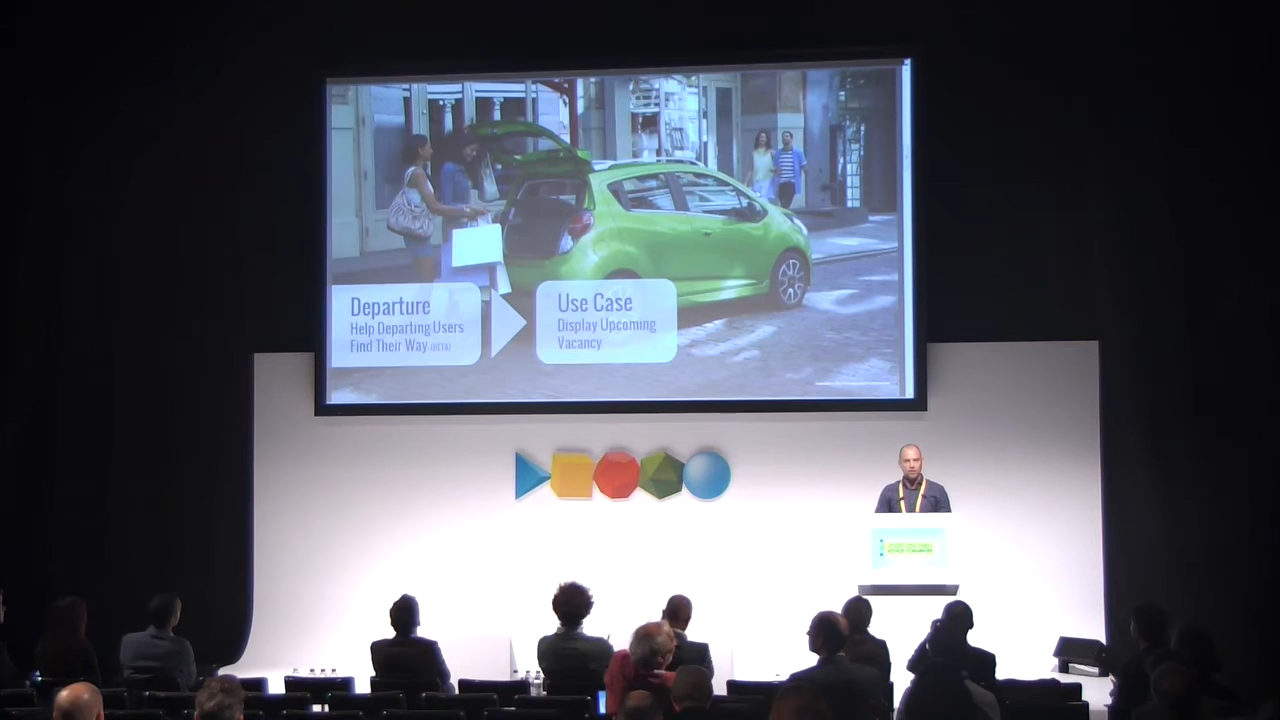 Departure
Help Departing Users
Find Their Way (BETA)
Use Case
Display Upcoming
Vacancy